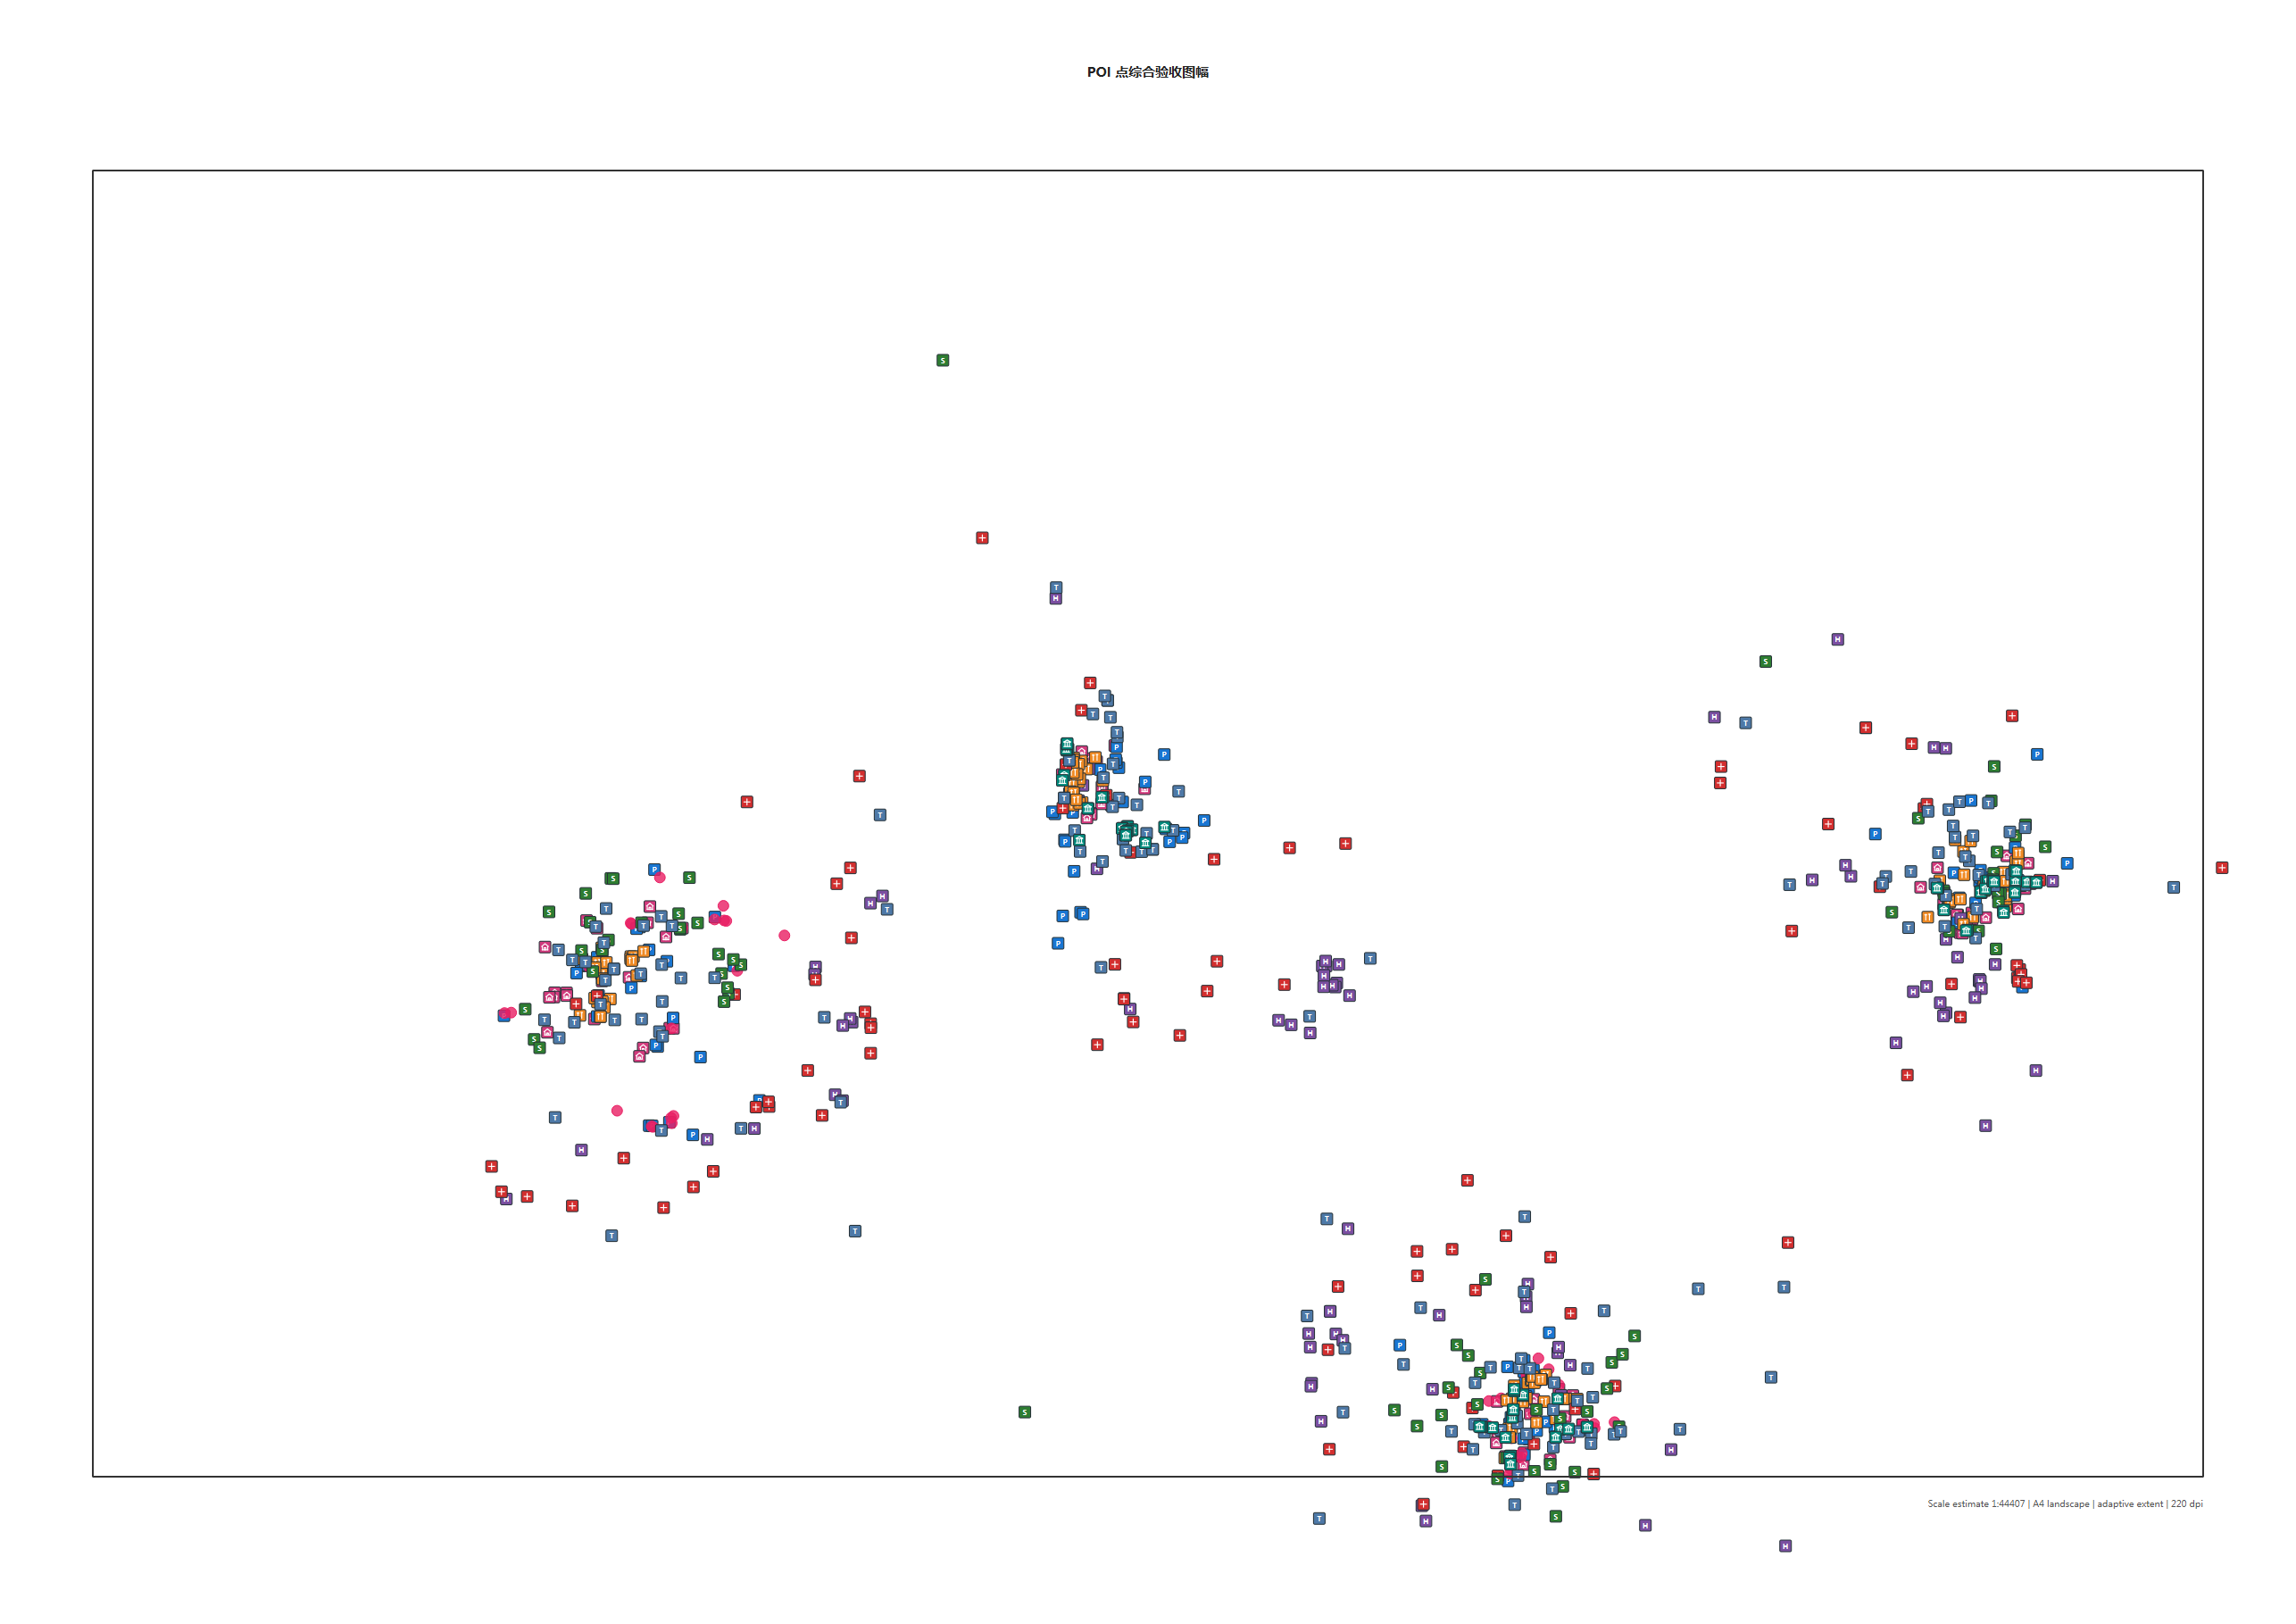 POI 点综合验收图幅
Scale estimate 1:44407 | A4 landscape | adaptive extent | 220 dpi